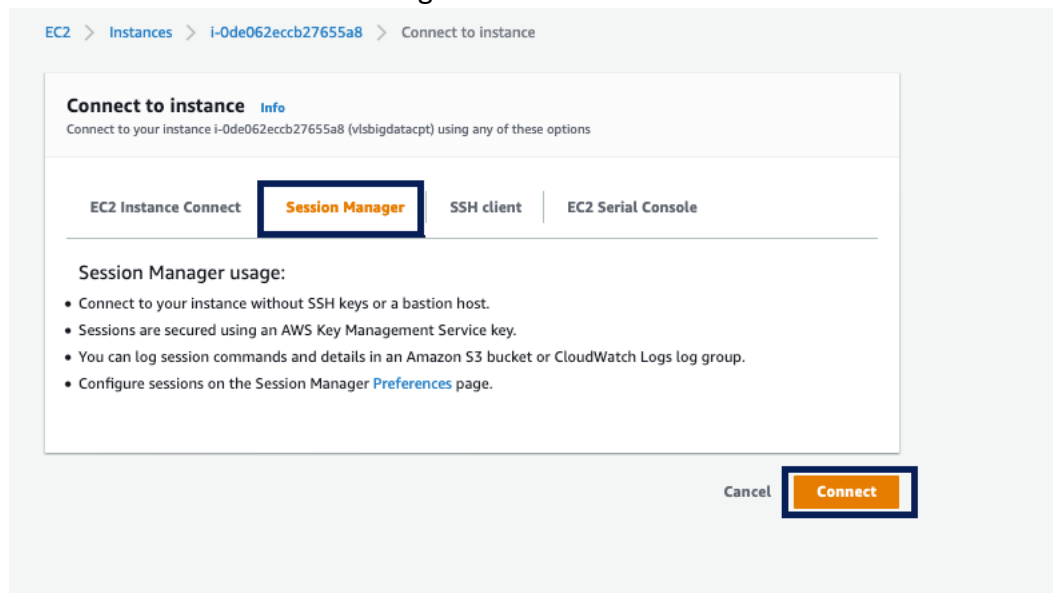 EC2 > Instances > i-0de062eccb27655a8 > Connect to instance
Connect to instance Info
Connect to your instance i-0de062eccb27655a8 (vlsbigdatacpt) using any of these options
EC2 Instance Connect Session Manager SSH client EC2 Serial Console
Session Manager usage:
• Connect to your instance without SSH keys or a bastion host.
• Sessions are secured using an AWS Key Management Service key.
• You can log session commands and details in an Amazon S3 bucket or CloudWatch Logs log group.
• Configure sessions on the Session Manager Preferences page.
Cancel Connect